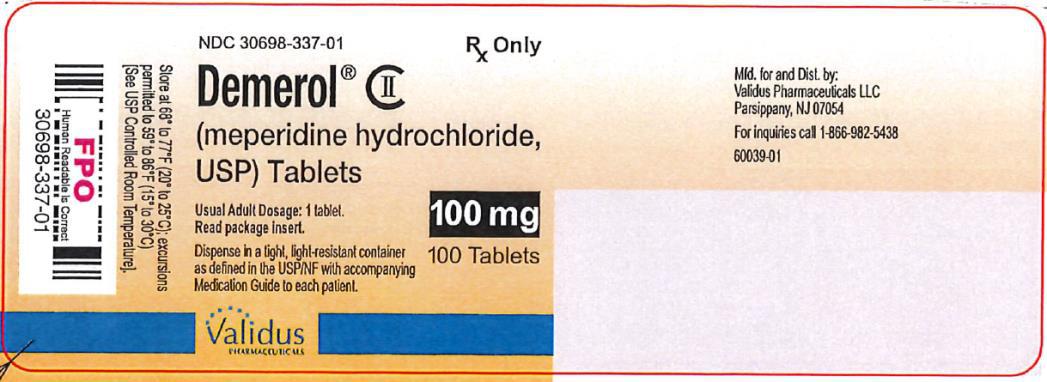 NDC 30698-337-01
Rx Only
Demerol® CII
(meperidine hydrochloride,
USP) Tablets
Usual Adult Dosage: 1 tablet.
Read package insert.
100 mg
100 Tablets
Dispense in a tight, light-resistant container
as defined in the USP/NF with accompanying
Medication Guide to each patient.
Validus
PHARMACEUTICALS
Store at 68° to 77°F (20° to 25°C); excursions
permitted to 59° to 86°F (15° to 30°C)
[See USP Controlled Room Temperature].
FPO
Human Readable is Correct
30698-337-01
Mfd. for and Dist. by:
Validus Pharmaceuticals LLC
Parsippany, NJ 07054
For inquiries call 1-866-982-5438
60039-01